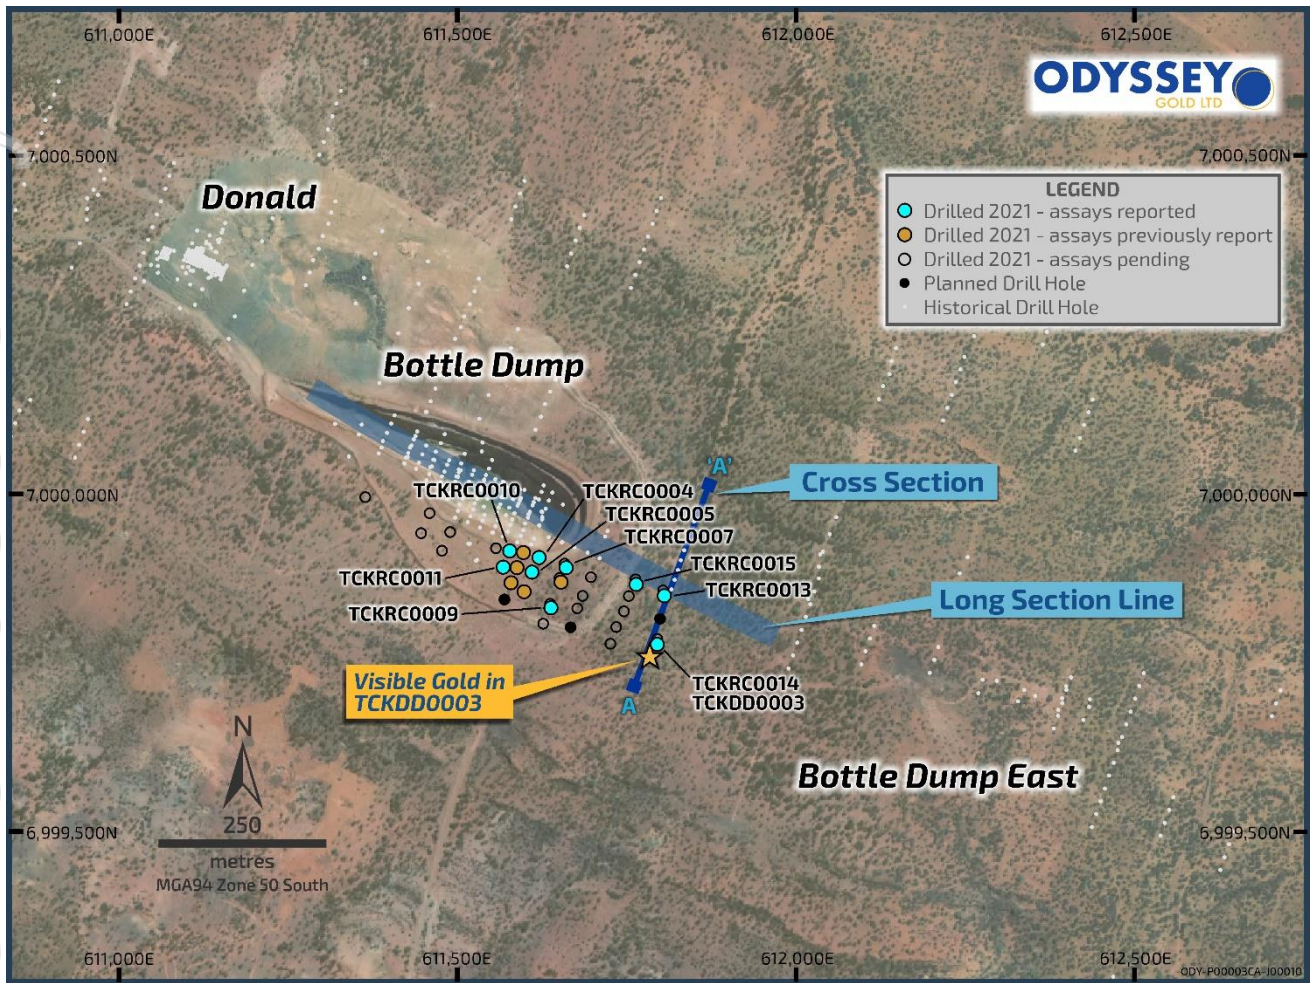 611,000E
611,500E
612,000E
612,500E
ODYSSEY
GOLD LTD
7,000,500N
7,000,500N
Donald
LEGEND
Drilled 2021 - assays reported
Drilled 2021 - assays previously report
Drilled 2021 - assays pending
Planned Drill Hole
Historical Drill Hole
Bottle Dump
'A'
Cross Section
7,000,000N
7,000,000N
TCKRC0010
TCKRC0004
TCKRC0005
TCKRC0007
TCKRC0015
TCKRC0011
TCKRC0013
TCKRC0009
Long Section Line
Visible Gold in
TCKDD0003
TCKRC0014
TCKDD0003
A
N
Bottle Dump East
250
metres
MGA94 Zone 50 South
6,999,500N
6,999,500N
611,000E
611,500E
612,000E
612,500E
ODY-P00003CA-J00010